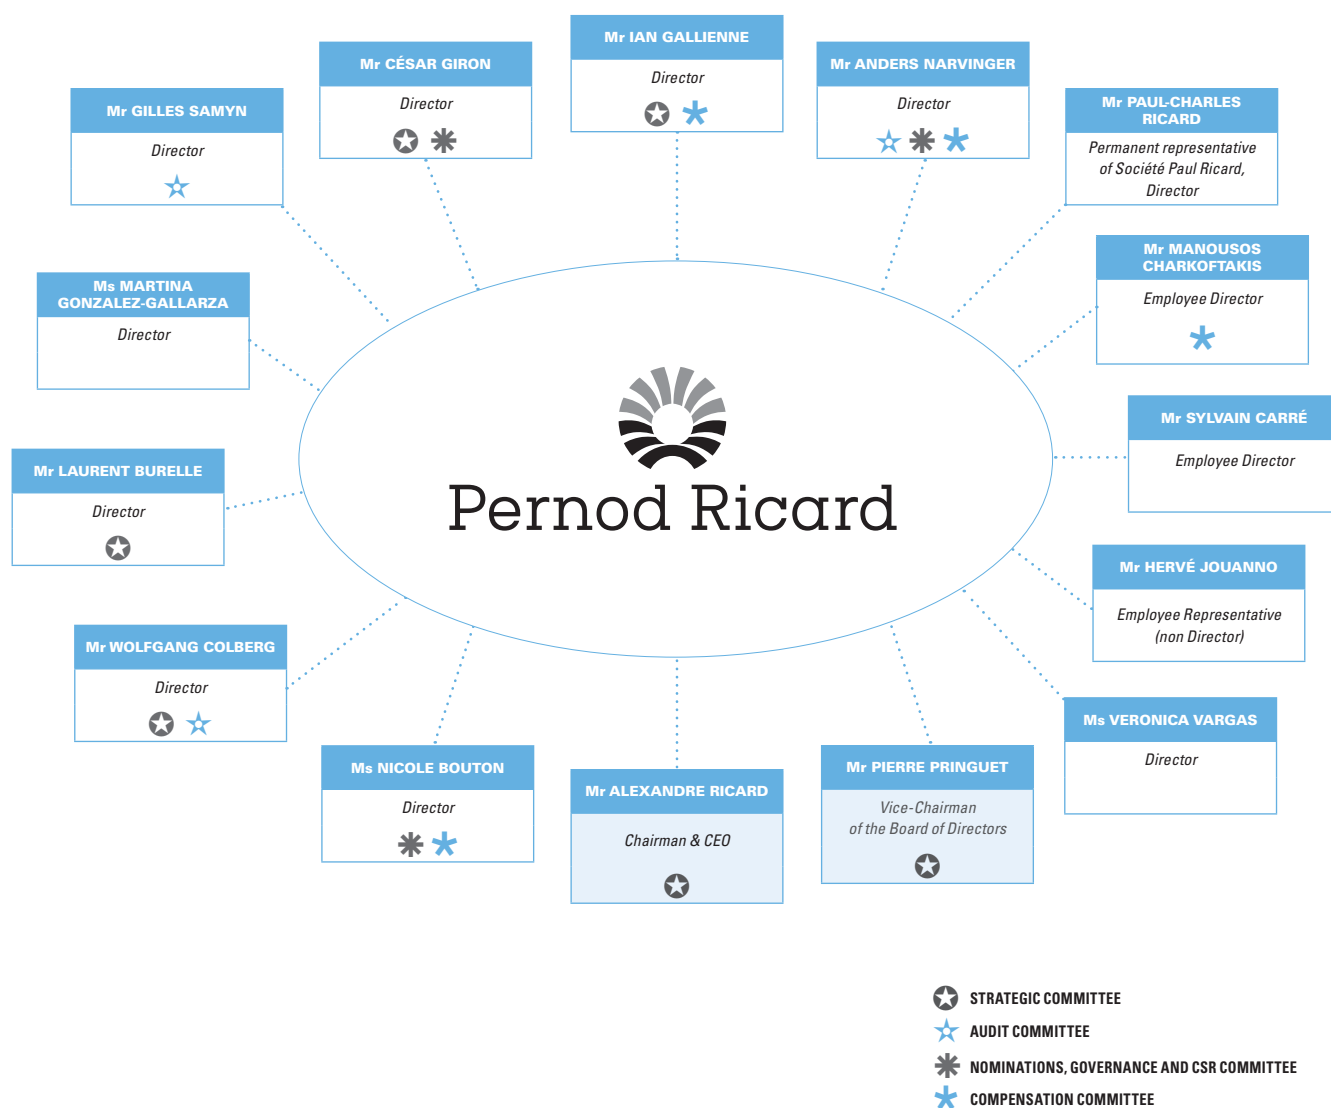 Mr IAN GALLIENNE
Director
Mr CÉSAR GIRON
Director
Mr ANDERS NARVINGER
Director
Mr GILLES SAMYN
Director
Mr PAUL-CHARLES
RICARD
Permanent representative
of Société Paul Ricard,
Director
Ms MARTINA
GONZALEZ-GALLARZA
Director
Mr MANOUSOS
CHARKOFTAKIS
Employee Director
Mr LAURENT BURELLE
Director
Pernod Ricard
Mr SYLVAIN CARRÉ
Employee Director
Mr HERVÉ JOUANNO
Employee Representative
(non Director)
Mr WOLFGANG COLBERG
Director
Ms VERONICA VARGAS
Director
Ms NICOLE BOUTON
Director
Mr ALEXANDRE RICARD
Chairman & CEO
Mr PIERRE PRINGUET
Vice-Chairman
of the Board of Directors
STRATEGIC COMMITTEE
AUDIT COMMITTEE
NOMINATIONS, GOVERNANCE AND CSR COMMITTEE
COMPENSATION COMMITTEE